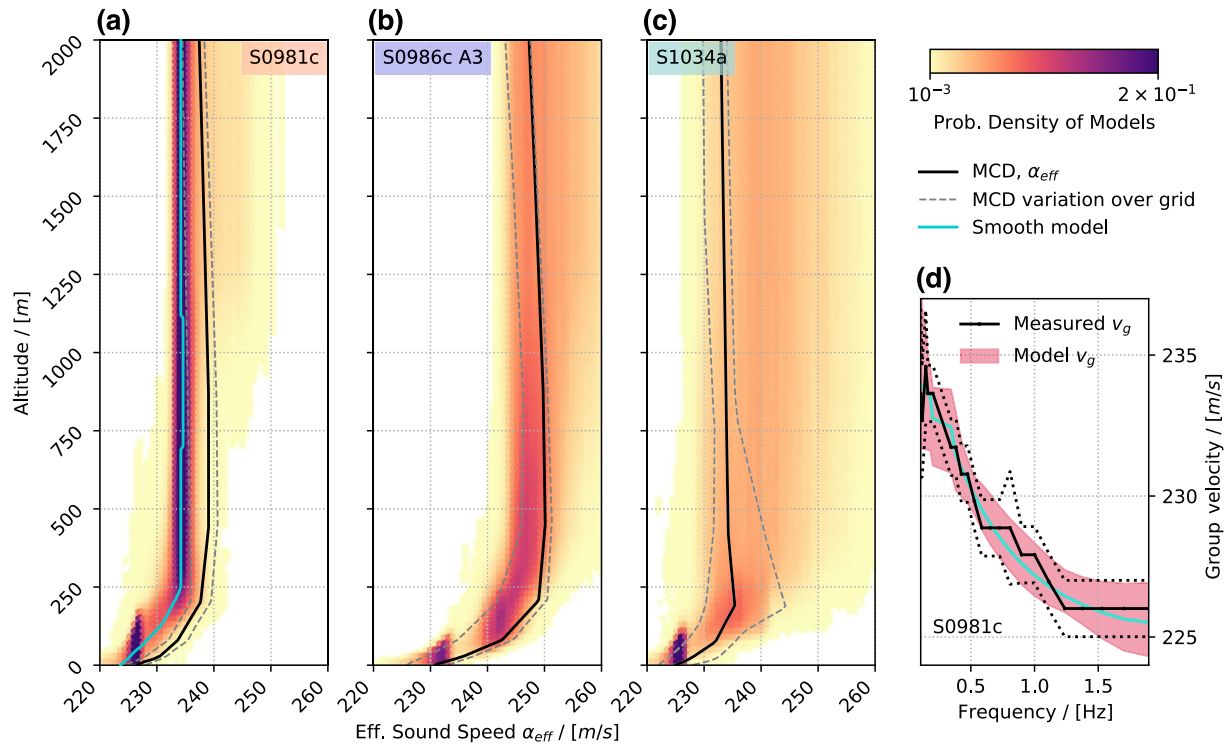 (a)
(b)
(c)
S0981c
S0986c A3
S1034a
Altitude / [m]
2000
1750
1500
1250
1000
750
500
250
0
220
230
240
250
260
220
230
240
250
260
220
230
240
250
260
Eff. Sound Speed α_eff / [m/s]
10⁻³
2 × 10⁻¹
Prob. Density of Models
MCD, α_eff
MCD variation over grid
Smooth model
(d)
Measured v_g
Model v_g
S0981c
235
230
225
Group velocity / [m/s]
0.5
1.0
1.5
Frequency / [Hz]